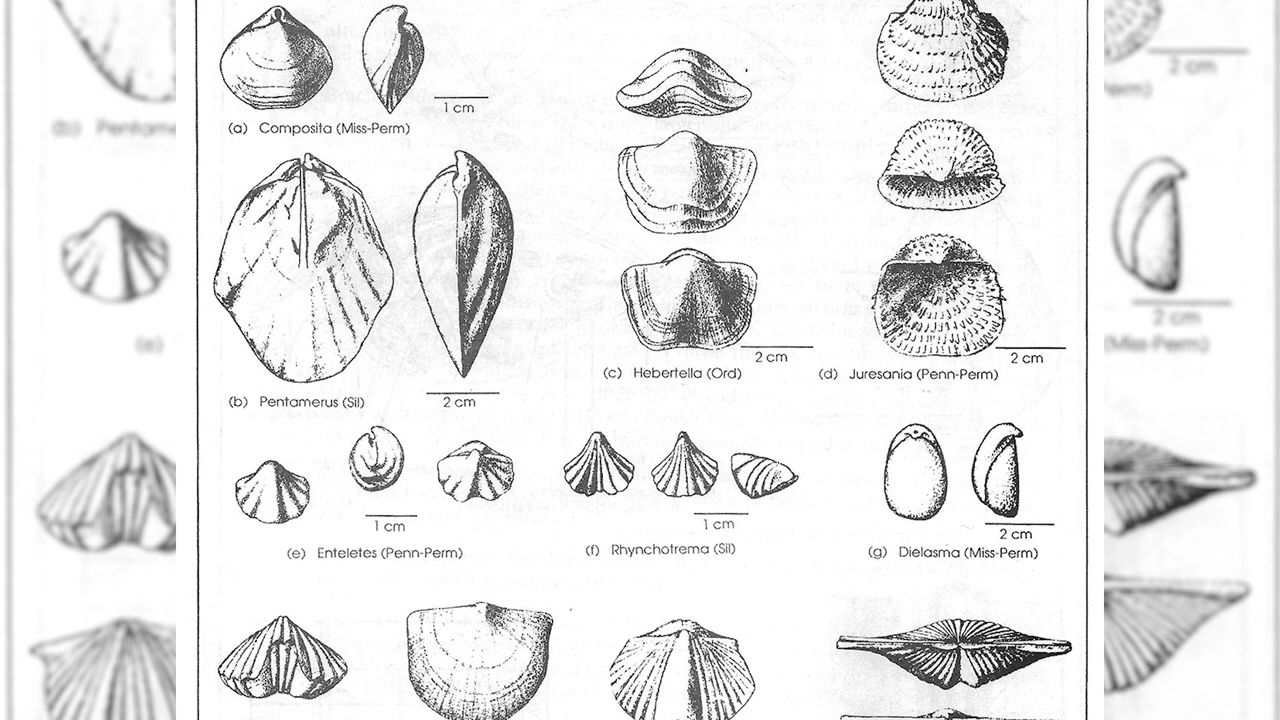 1 cm
(a) Composita (Miss-Perm)
2 cm
(b) Pentamerus (Sil)
2 cm
(c) Hebertella (Ord)
2 cm
(d) Juresania (Penn-Perm)
1 cm
(e) Enteletes (Penn-Perm)
1 cm
(f) Rhynchotrema (Sil)
2 cm
(g) Dielasma (Miss-Perm)
(b) Pentame
(e)
2 cm
erm)
2 cm
(Miss-Perm)